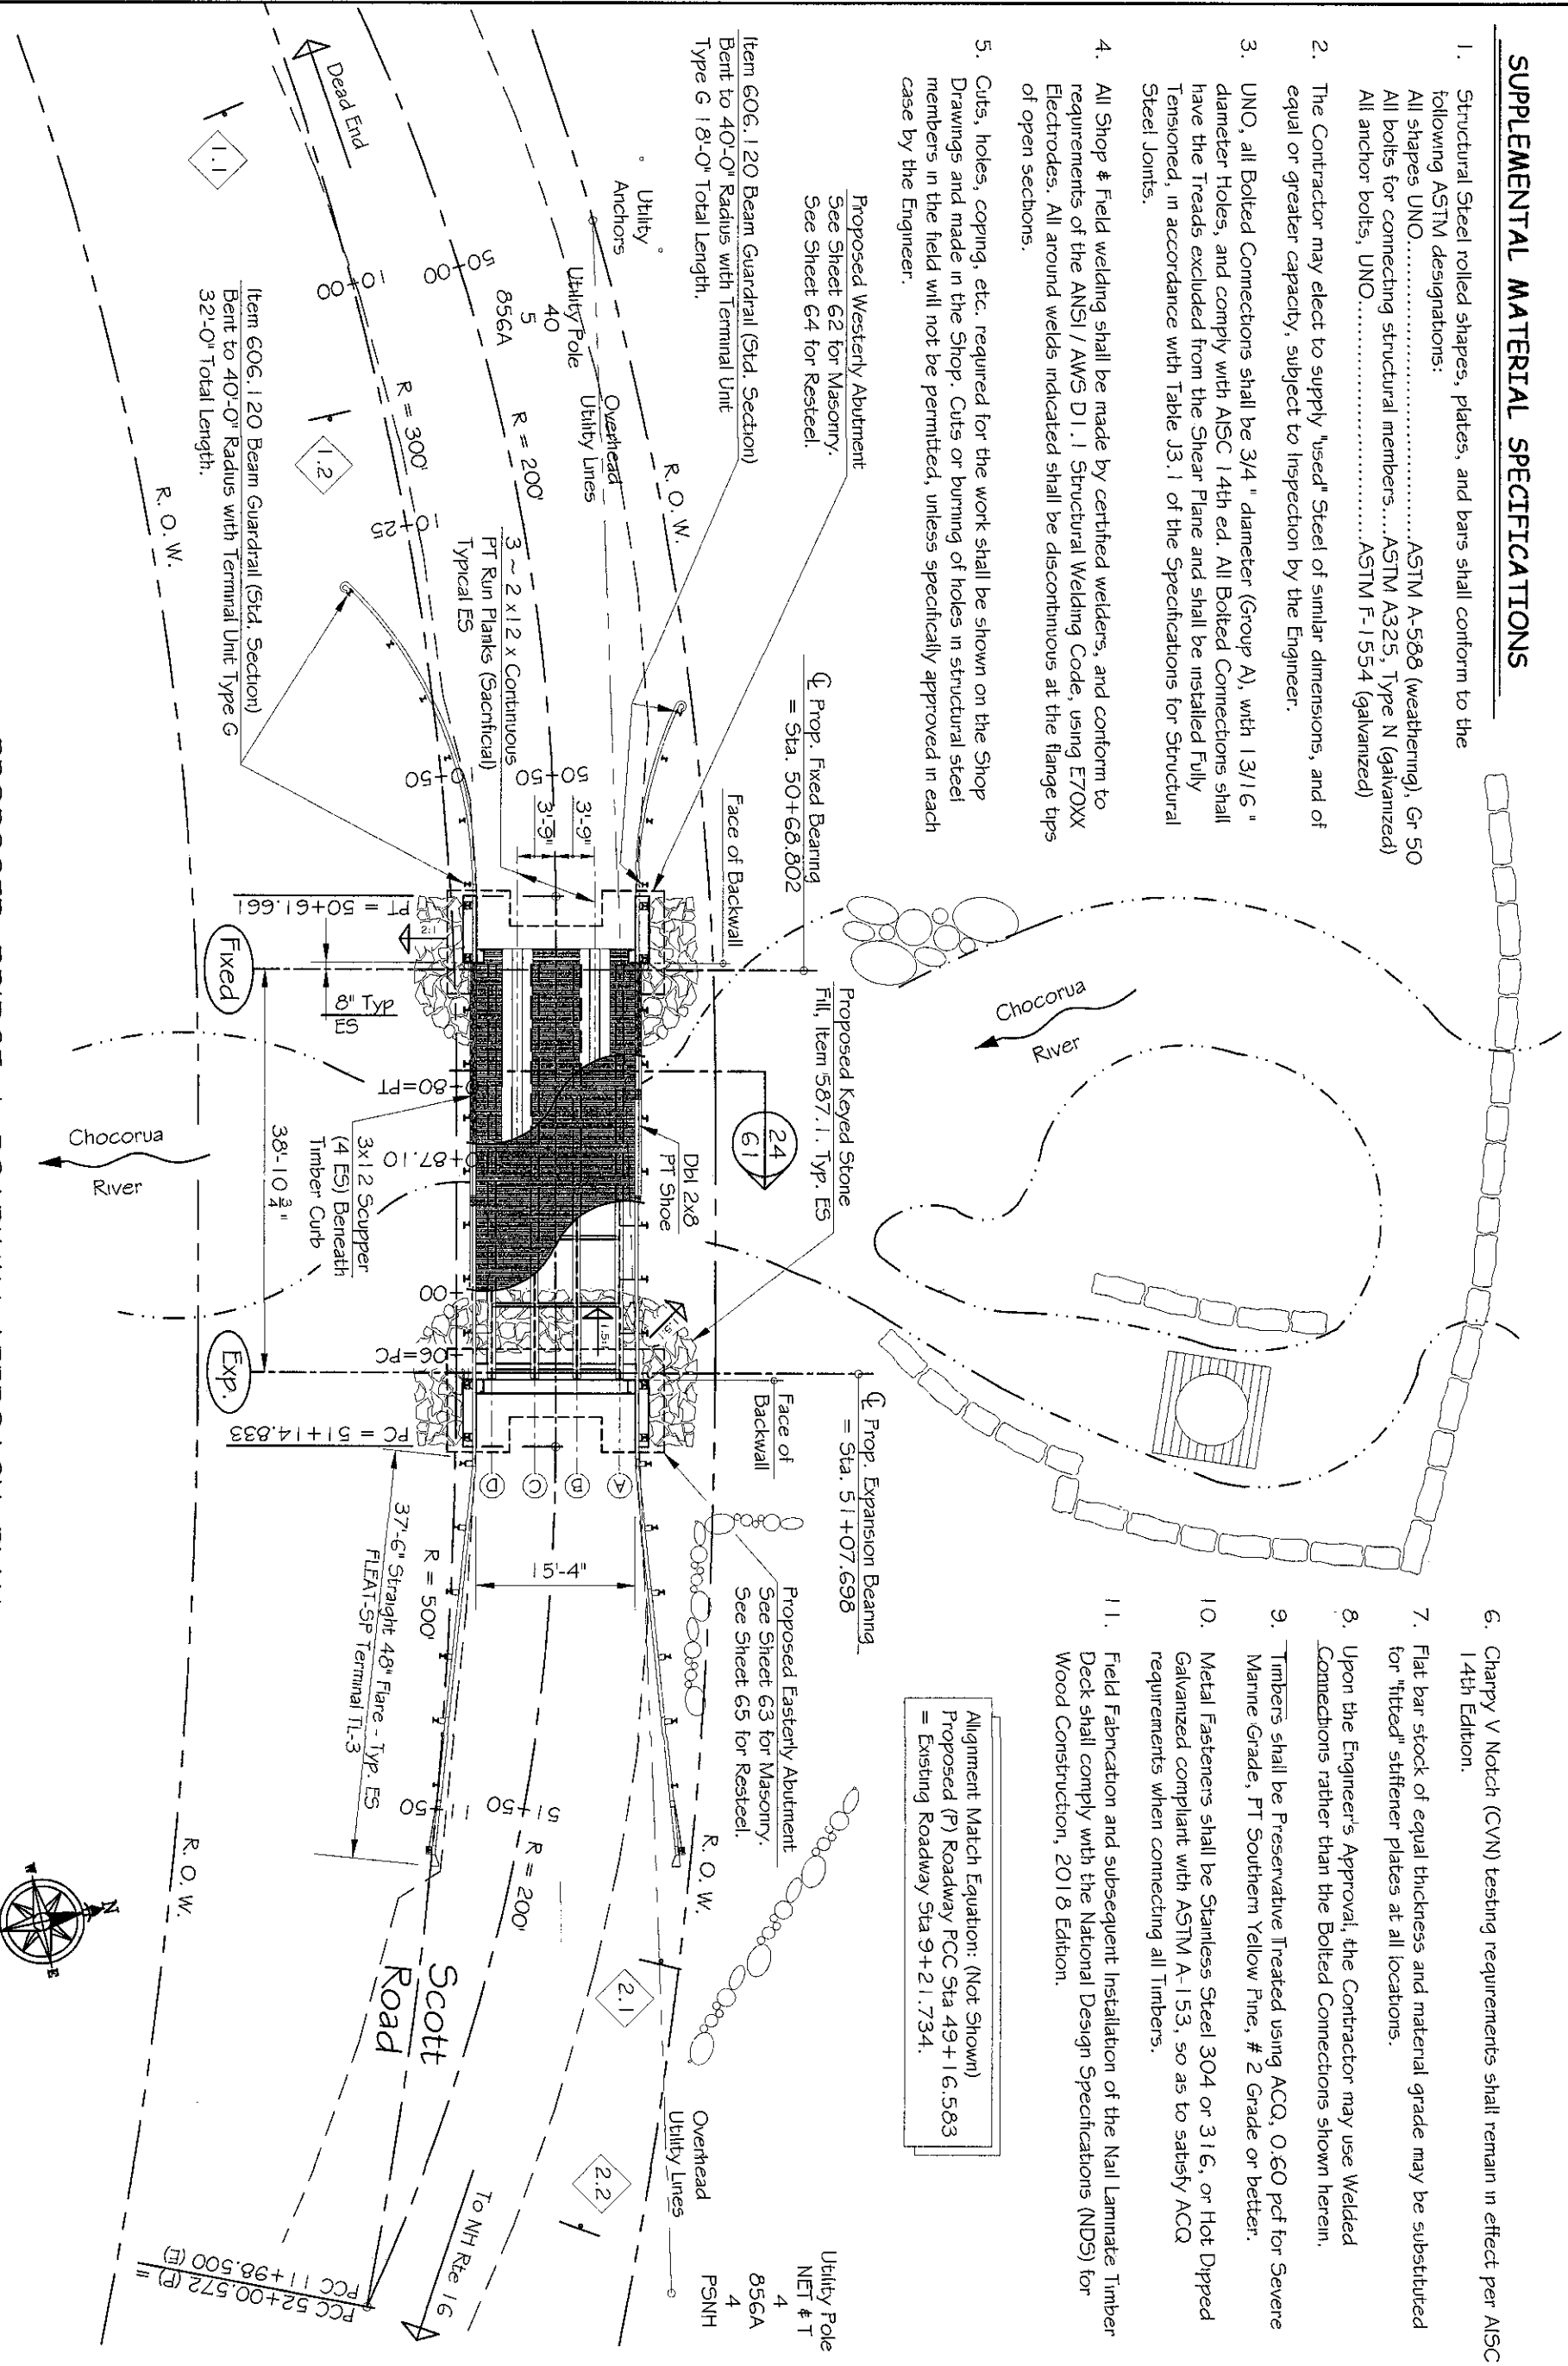 SUPPLEMENTAL MATERIAL SPECIFICATIONS
1. Structural Steel rolled shapes, plates, and bars shall conform to the
following ASTM designations:
All shapes UNO..........................................ASTM A-588 (weathering), Gr 50
All bolts for connecting structural members.....ASTM A325, Type N (galvanized)
All anchor bolts, UNO...................................ASTM F-1554 (galvanized)
2. The Contractor may elect to supply "used" Steel of similar dimensions, and of
equal or greater capacity, subject to Inspection by the Engineer.
3. UNO, all Bolted Connections shall be 3/4 " diameter (Group A), with 13/16 "
diameter Holes, and comply with AISC 14th ed. All Bolted Connections shall
have the Treads excluded from the Shear Plane and shall be installed Fully
Tensioned, in accordance with Table J3.1 of the Specifications for Structural
Steel Joints.
4. All Shop & Field welding shall be made by certified welders, and conform to
requirements of the ANSI / AWS D1.1 Structural Welding Code, using E70XX
Electrodes. All around welds indicated shall be discontinuous at the flange tips
of open sections.
5. Cuts, holes, coping, etc. required for the work shall be shown on the Shop
Drawings and made in the Shop. Cuts or burning of holes in structural steel
members in the field will not be permitted, unless specifically approved in each
case by the Engineer.
6. Charpy V Notch (CVN) testing requirements shall remain in effect per AISC
14th Edition.
7. Flat bar stock of equal thickness and material grade may be substituted
for "fitted" stiffener plates at all locations.
8. Upon the Engineer's Approval, the Contractor may use Welded
Connections rather than the Bolted Connections shown herein.
9. Timbers shall be Preservative Treated using ACQ, 0.60 pcf for Severe
Marine Grade, PT Southern Yellow Pine, # 2 Grade or better.
10. Metal Fasteners shall be Stainless Steel 304 or 316, or Hot Dipped
Galvanized compliant with ASTM A-153, so as to satisfy ACQ
requirements when connecting all Timbers.
11. Field Fabrication and subsequent Installation of the Nail Laminate Timber
Deck shall comply with the National Design Specifications (NDS) for
Wood Construction, 2018 Edition.
Alignment Match Equation: (Not Shown)
Proposed (P) Roadway PCC Sta 49+16.583
= Existing Roadway Sta 9+21.734.
Chocorua
River
Proposed Westerly Abutment
See Sheet 62 for Masonry.
See Sheet 64 for Resteel.
℄ Prop. Fixed Bearing
= Sta. 50+68.802
Proposed Keyed Stone
Fill, Item 587.1. Typ. ES
℄ Prop. Expansion Bearing
= Sta. 51+07.698
Item 606.120 Beam Guardrail (Std. Section)
Bent to 40'-0" Radius with Terminal Unit
Type G 18'-0" Total Length.
Face of Backwall
24
61
Face of
Backwall
Proposed Easterly Abutment
See Sheet 63 for Masonry.
See Sheet 65 for Resteel.
Utility
Anchors
Utility Pole
40
5
856A
Overhead
Utility Lines
R. O. W.
Dbl 2x8
PT Shoe
R. O. W.
Overhead
Utility Lines
Utility Pole
NET & T
4
856A
4
PSNH
Dead End
50+00
10+00
R = 200'
R = 300'
10+25
3 ~ 2 x12 x Continuous
PT Run Planks (Sacrificial)
Typical ES
3'-9"
3'-9"
50+50
10+50
A
B
C
D
15'-4"
1.5:1
1.5:1
2:1
1.1
1.2
2.1
2.2
Item 606.120 Beam Guardrail (Std. Section)
Bent to 40'-0" Radius with Terminal Unit Type G
32'-0" Total Length.
PT = 50+61.661
8" Typ
ES
+80=PT
+87.10
+00
+06=PC
3x12 Scupper
(4 ES) Beneath
Timber Curb
PC = 51+14.833
37'-6" Straight 48" Flare - Typ. ES
FLEAT-SP Terminal TL-3
R = 500'
51+50
11+50
R = 200'
Scott
Road
To NH Rte 16
PCC 52+00.572 (P) =
PCC 11+98.500 (E)
Fixed
38'-10 3/4"
Exp.
Chocorua
River
R. O. W.
R. O. W.
N
E
W